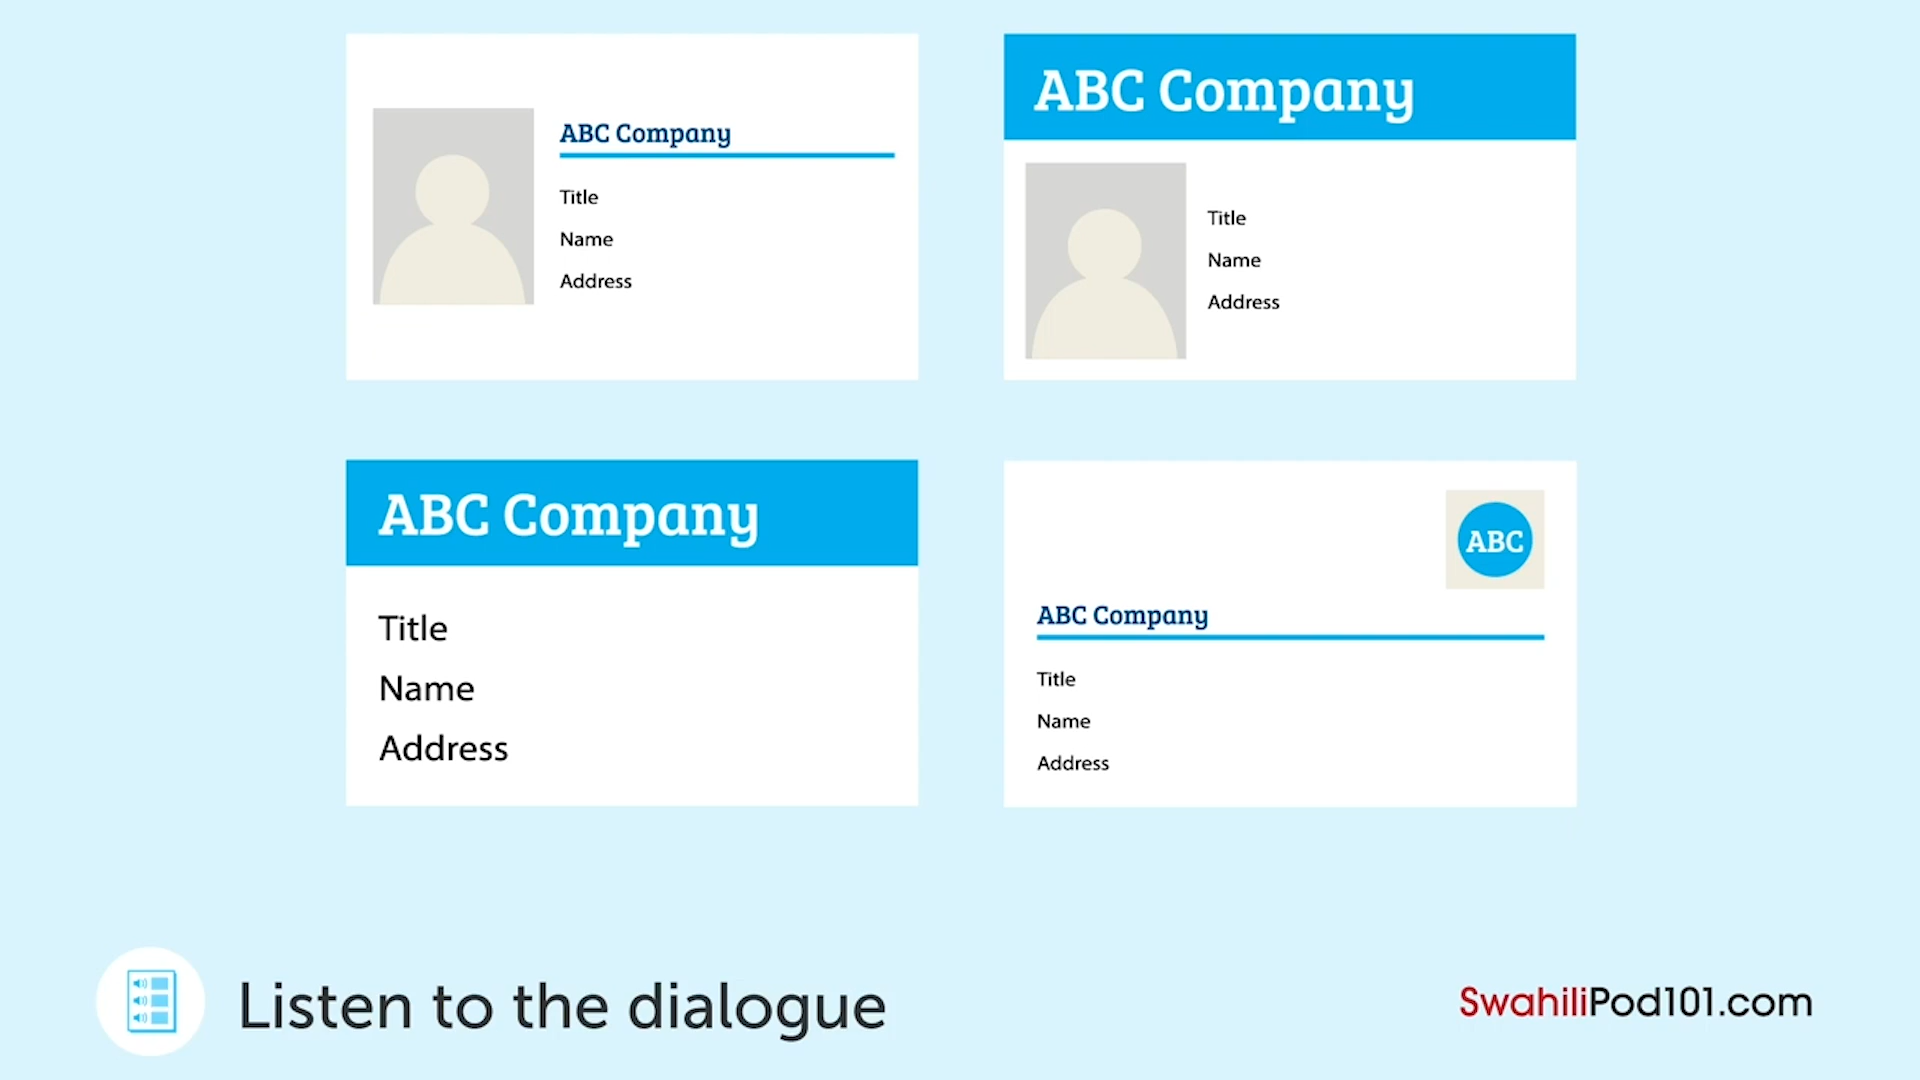 ABC Company
Title
Name
Address
ABC Company
Title
Name
Address
ABC Company
Title
Name
Address
ABC
ABC Company
Title
Name
Address
Listen to the dialogue
SwahiliPod101.com